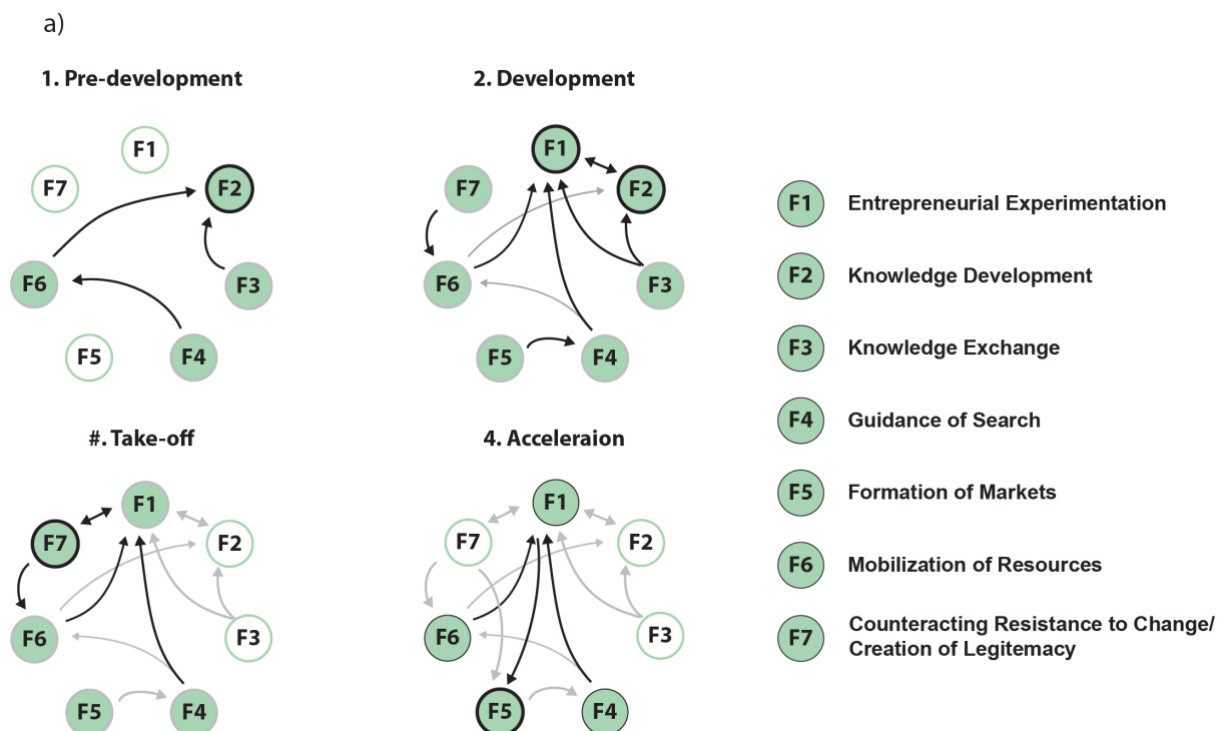 a)
1. Pre-development
F1
F7
F2
F6
F3
F5
F4
2. Development
F1
F7
F2
F6
F3
F5
F4
#. Take-off
F1
F7
F2
F6
F3
F5
F4
4. Acceleraion
F1
F7
F2
F6
F3
F5
F4
F1 Entrepreneurial Experimentation
F2 Knowledge Development
F3 Knowledge Exchange
F4 Guidance of Search
F5 Formation of Markets
F6 Mobilization of Resources
F7 Counteracting Resistance to Change/
Creation of Legitemacy